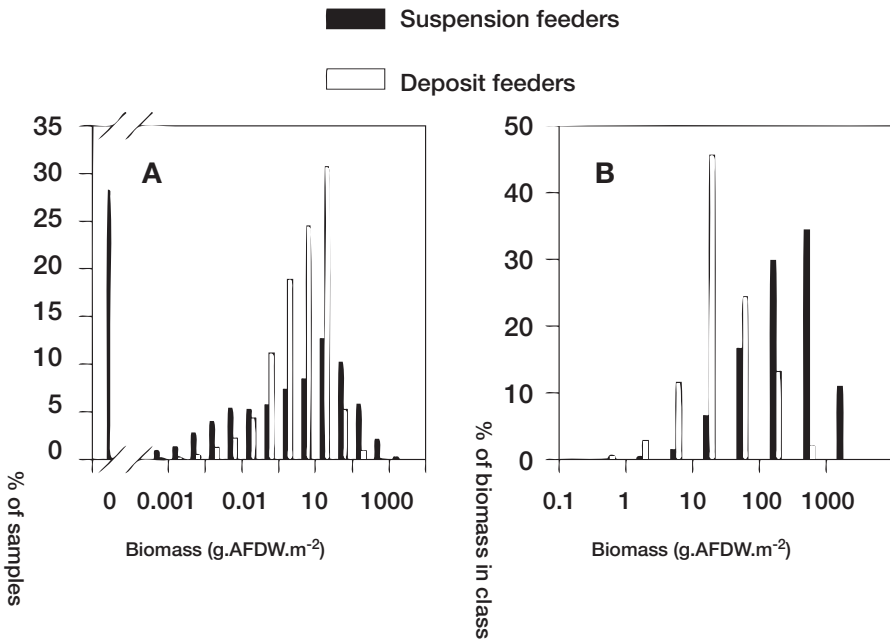 Suspension feeders
Deposit feeders
35
30
25
20
15
10
5
0
A
0 0.001 0.01 10 1000
Biomass (g.AFDW.m-2)
% of samples
50
40
30
20
10
0
B
0.1 1 10 100 1000
Biomass (g.AFDW.m-2)
% of biomass in class